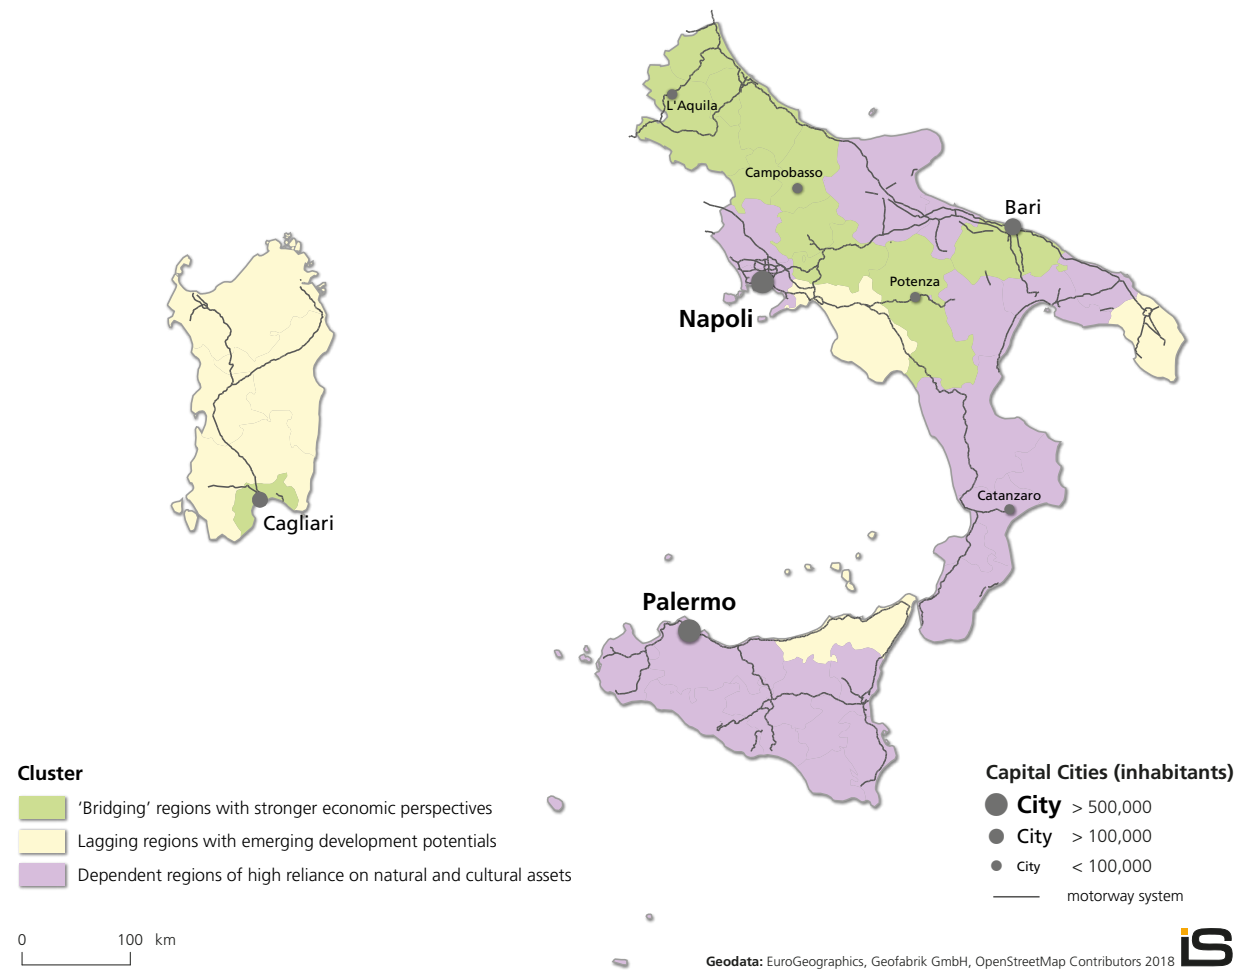 L'Aquila
Campobasso
Bari
Potenza
Napoli
Catanzaro
Cagliari
Palermo
Cluster
‘Bridging’ regions with stronger economic perspectives
Lagging regions with emerging development potentials
Dependent regions of high reliance on natural and cultural assets
0 100 km
Capital Cities (inhabitants)
City > 500,000
City > 100,000
City < 100,000
motorway system
Geodata: EuroGeographics, Geofabrik GmbH, OpenStreetMap Contributors 2018
iS